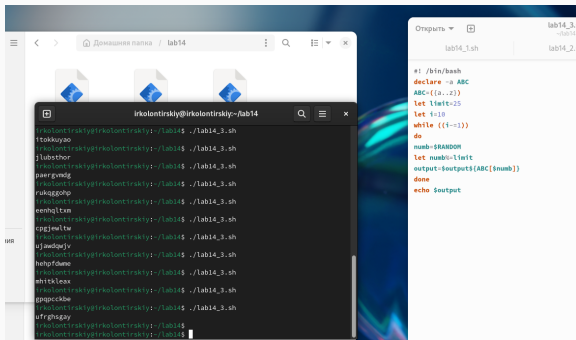 Открыть
lab14_3.
~/lab14
Домашняя папка / lab14
lab14_1.sh
lab14_2.
#! /bin/bash
declare -a ABC
ABC=({a..z})
let limit=25
let i=10
while ((i-=1))
do
numb=$RANDOM
let numb%=limit
output=$output${ABC[$numb]}
done
echo $output
irkolontirskiy@irkolontirskiy:~/lab14
irkolontirskiy@irkolontirskiy:~/lab14$ ./lab14_3.sh
itokkuyao
irkolontirskiy@irkolontirskiy:~/lab14$ ./lab14_3.sh
jlubsthor
irkolontirskiy@irkolontirskiy:~/lab14$ ./lab14_3.sh
paergvmdg
irkolontirskiy@irkolontirskiy:~/lab14$ ./lab14_3.sh
rukqggohp
irkolontirskiy@irkolontirskiy:~/lab14$ ./lab14_3.sh
eenhqltxm
irkolontirskiy@irkolontirskiy:~/lab14$ ./lab14_3.sh
cpgjewltw
irkolontirskiy@irkolontirskiy:~/lab14$ ./lab14_3.sh
ujawdqwjv
irkolontirskiy@irkolontirskiy:~/lab14$ ./lab14_3.sh
hehpfdwme
irkolontirskiy@irkolontirskiy:~/lab14$ ./lab14_3.sh
mhitkleax
irkolontirskiy@irkolontirskiy:~/lab14$ ./lab14_3.sh
gpqpcckbe
irkolontirskiy@irkolontirskiy:~/lab14$ ./lab14_3.sh
ufrghsgay
irkolontirskiy@irkolontirskiy:~/lab14$
irkolontirskiy@irkolontirskiy:~/lab14$
ния